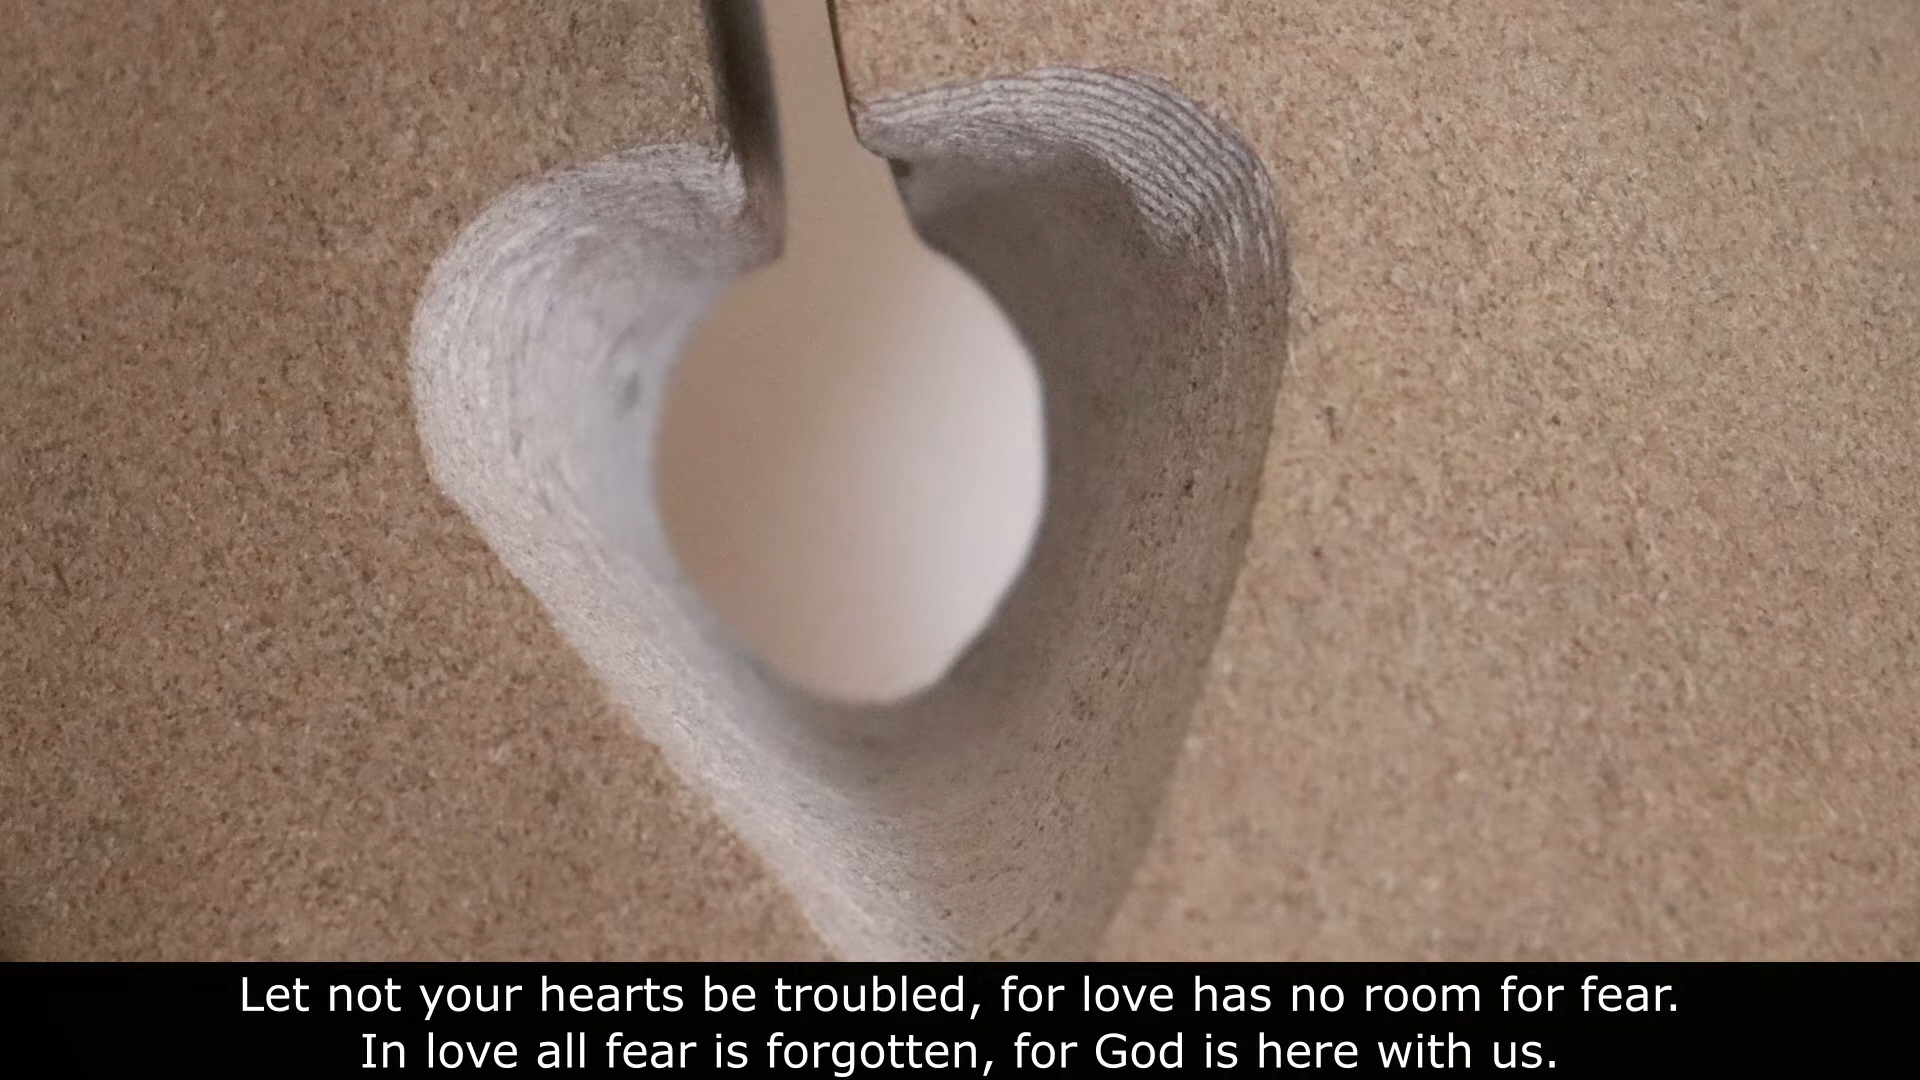 Let not your hearts be troubled, for love has no room for fear.
In love all fear is forgotten, for God is here with us.